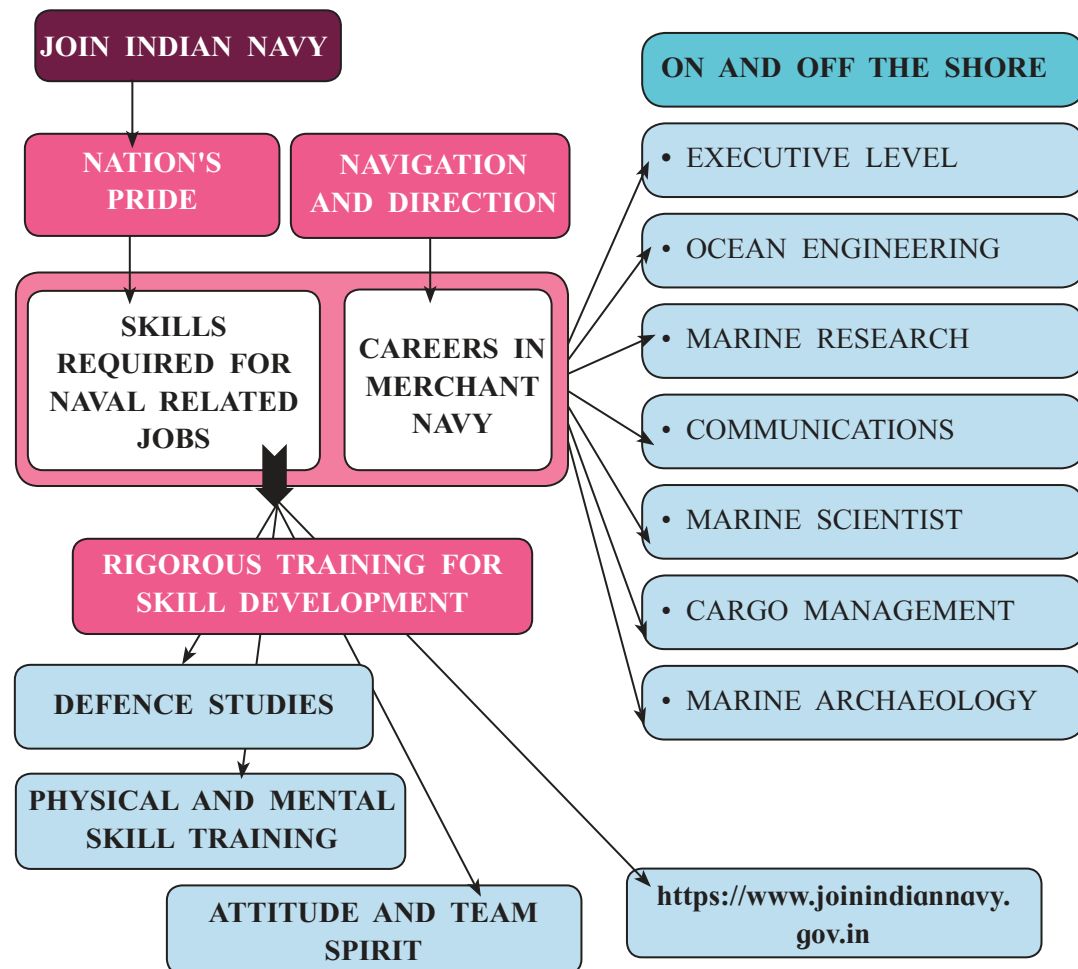 JOIN INDIAN NAVY
NATION'S
PRIDE
NAVIGATION
AND DIRECTION
SKILLS
REQUIRED FOR
NAVAL RELATED
JOBS
CAREERS IN
MERCHANT
NAVY
RIGOROUS TRAINING FOR
SKILL DEVELOPMENT
DEFENCE STUDIES
PHYSICAL AND MENTAL
SKILL TRAINING
ATTITUDE AND TEAM
SPIRIT
https://www.joinindiannavy.
gov.in
ON AND OFF THE SHORE
• EXECUTIVE LEVEL
• OCEAN ENGINEERING
• MARINE RESEARCH
• COMMUNICATIONS
• MARINE SCIENTIST
• CARGO MANAGEMENT
• MARINE ARCHAEOLOGY